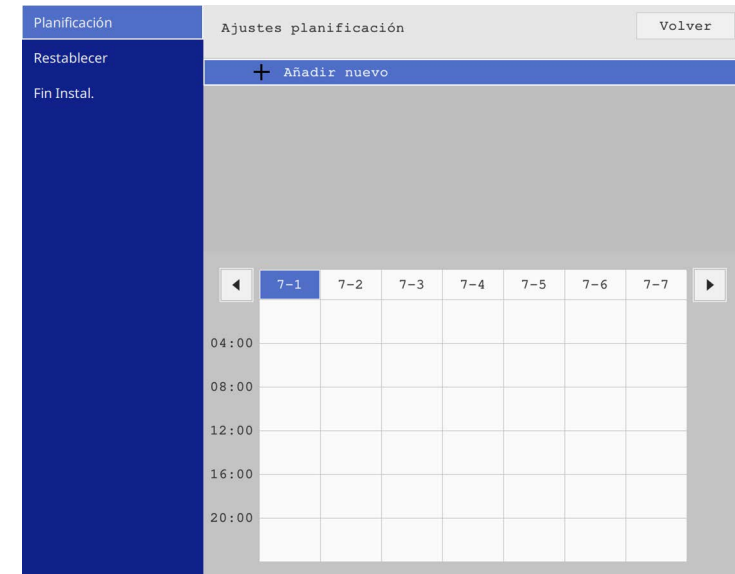 Planificación
Restablecer
Fin Instal.
Ajustes planificación
Volver
Añadir nuevo
7-1 7-2 7-3 7-4 7-5 7-6 7-7
04:00
08:00
12:00
16:00
20:00